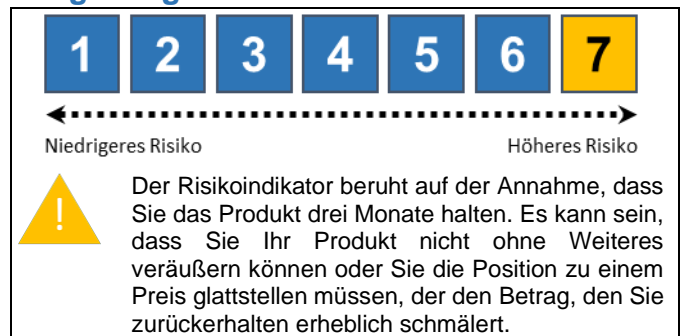 1 2 3 4 5 6 7
Niedrigeres Risiko Höheres Risiko
!
Der Risikoindikator beruht auf der Annahme, dass
Sie das Produkt drei Monate halten. Es kann sein,
dass Sie Ihr Produkt nicht ohne Weiteres
veräußern können oder Sie die Position zu einem
Preis glattstellen müssen, der den Betrag, den Sie
zurückerhalten erheblich schmälert.